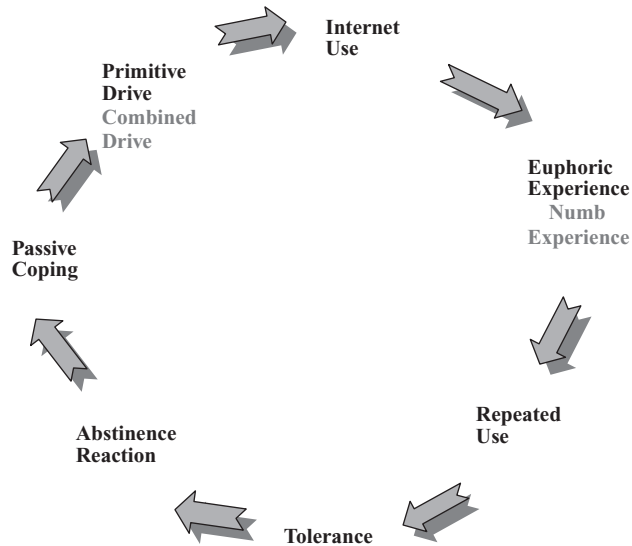 Internet
Use
Primitive
Drive
Combined
Drive
Euphoric
Experience
Numb
Experience
Passive
Coping
Repeated
Use
Abstinence
Reaction
Tolerance